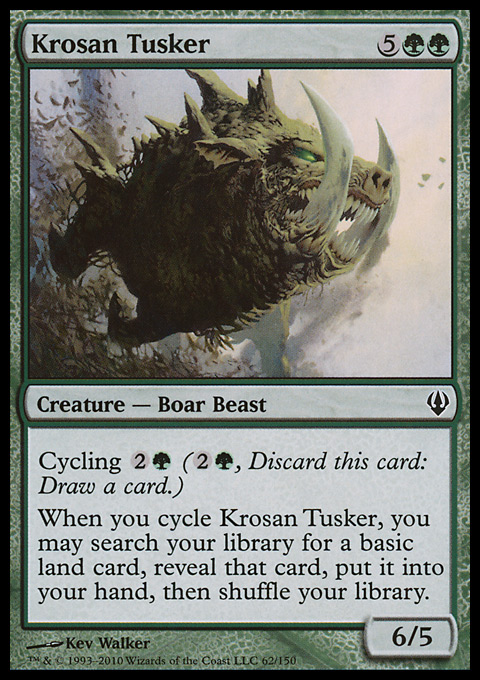 Krosan Tusker 5
Creature — Boar Beast
Cycling 2 ( 2 , Discard this card:
Draw a card.)
When you cycle Krosan Tusker, you
may search your library for a basic
land card, reveal that card, put it into
your hand, then shuffle your library.
Kev Walker
6/5
™ & © 1993–2010 Wizards of the Coast LLC 62/150